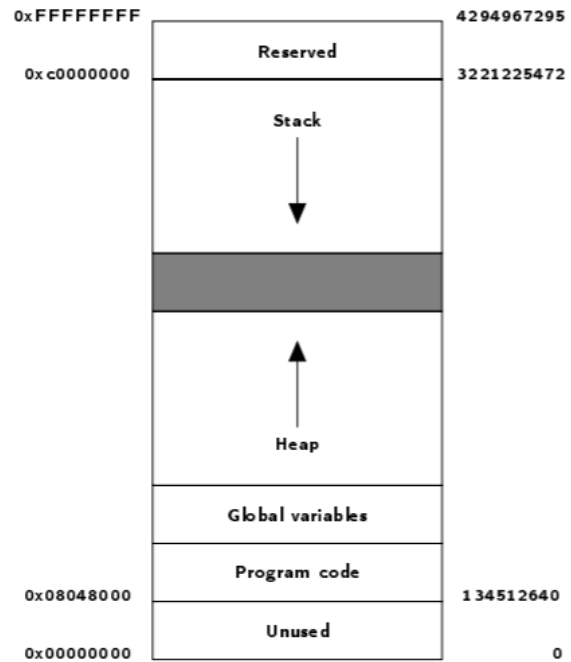 0xFFFFFFFF 4294967295
Reserved
0xc0000000 3221225472
Stack
Heap
Global variables
Program code
0x08048000 134512640
Unused
0x00000000 0